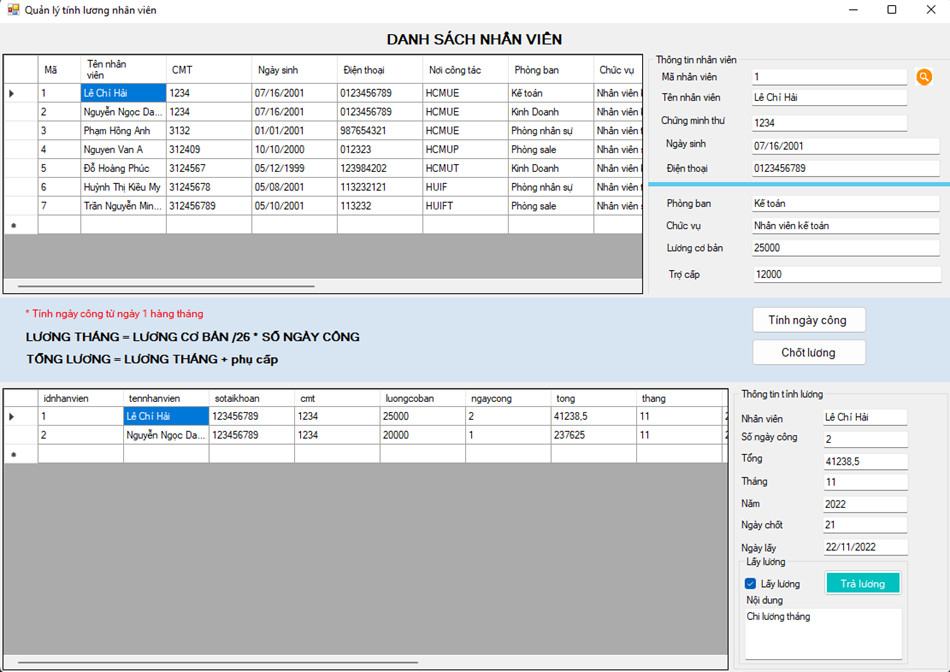 Quản lý tính lương nhân viên
DANH SÁCH NHÂN VIÊN
Mã Tên nhân viên CMT Ngày sinh Điện thoại Nơi công tác Phòng ban Chức vụ
1 Lê Chí Hải 1234 07/16/2001 0123456789 HCMUE Kế toán Nhân viên
2 Nguyễn Ngọc Da... 1234 07/16/2001 0123456789 HCMUE Kinh Doanh Nhân viên
3 Phạm Hồng Anh 3132 01/01/2001 987654321 HCMUE Phòng nhân sự Nhân viên
4 Nguyen Van A 312409 10/10/2000 012323 HCMUP Phòng sale Nhân viên
5 Đỗ Hoàng Phúc 3124567 05/12/1999 123984202 HCMUT Kinh Doanh Nhân viên
6 Huỳnh Thị Kiều My 31245678 05/08/2001 113232121 HUIF Phòng nhân sự Nhân viên
7 Trần Nguyễn Min... 312456789 05/10/2001 113232 HUIFT Phòng sale Nhân viên
Thông tin nhân viên
Mã nhân viên 1
Tên nhân viên Lê Chí Hải
Chứng minh thư 1234
Ngày sinh 07/16/2001
Điện thoại 0123456789
Phòng ban Kế toán
Chức vụ Nhân viên kế toán
Lương cơ bản 25000
Trợ cấp 12000
* Tính ngày công từ ngày 1 hàng tháng
LƯƠNG THÁNG = LƯƠNG CƠ BẢN /26 * SỐ NGÀY CÔNG
TỔNG LƯƠNG = LƯƠNG THÁNG + phụ cấp
Tính ngày công
Chốt lương
idnhanvien tennhanvien sotaikhoan cmt luongcoban ngaycong tong thang
1 Lê Chí Hải 123456789 1234 25000 2 41238,5 11
2 Nguyễn Ngọc Da... 123456789 1234 20000 1 237625 11
Thông tin tính lương
Nhân viên Lê Chí Hải
Số ngày công 2
Tổng 41238,5
Tháng 11
Năm 2022
Ngày chốt 21
Ngày lấy 22/11/2022
Lấy lương
Lấy lương Trả lương
Nội dung
Chi lương tháng